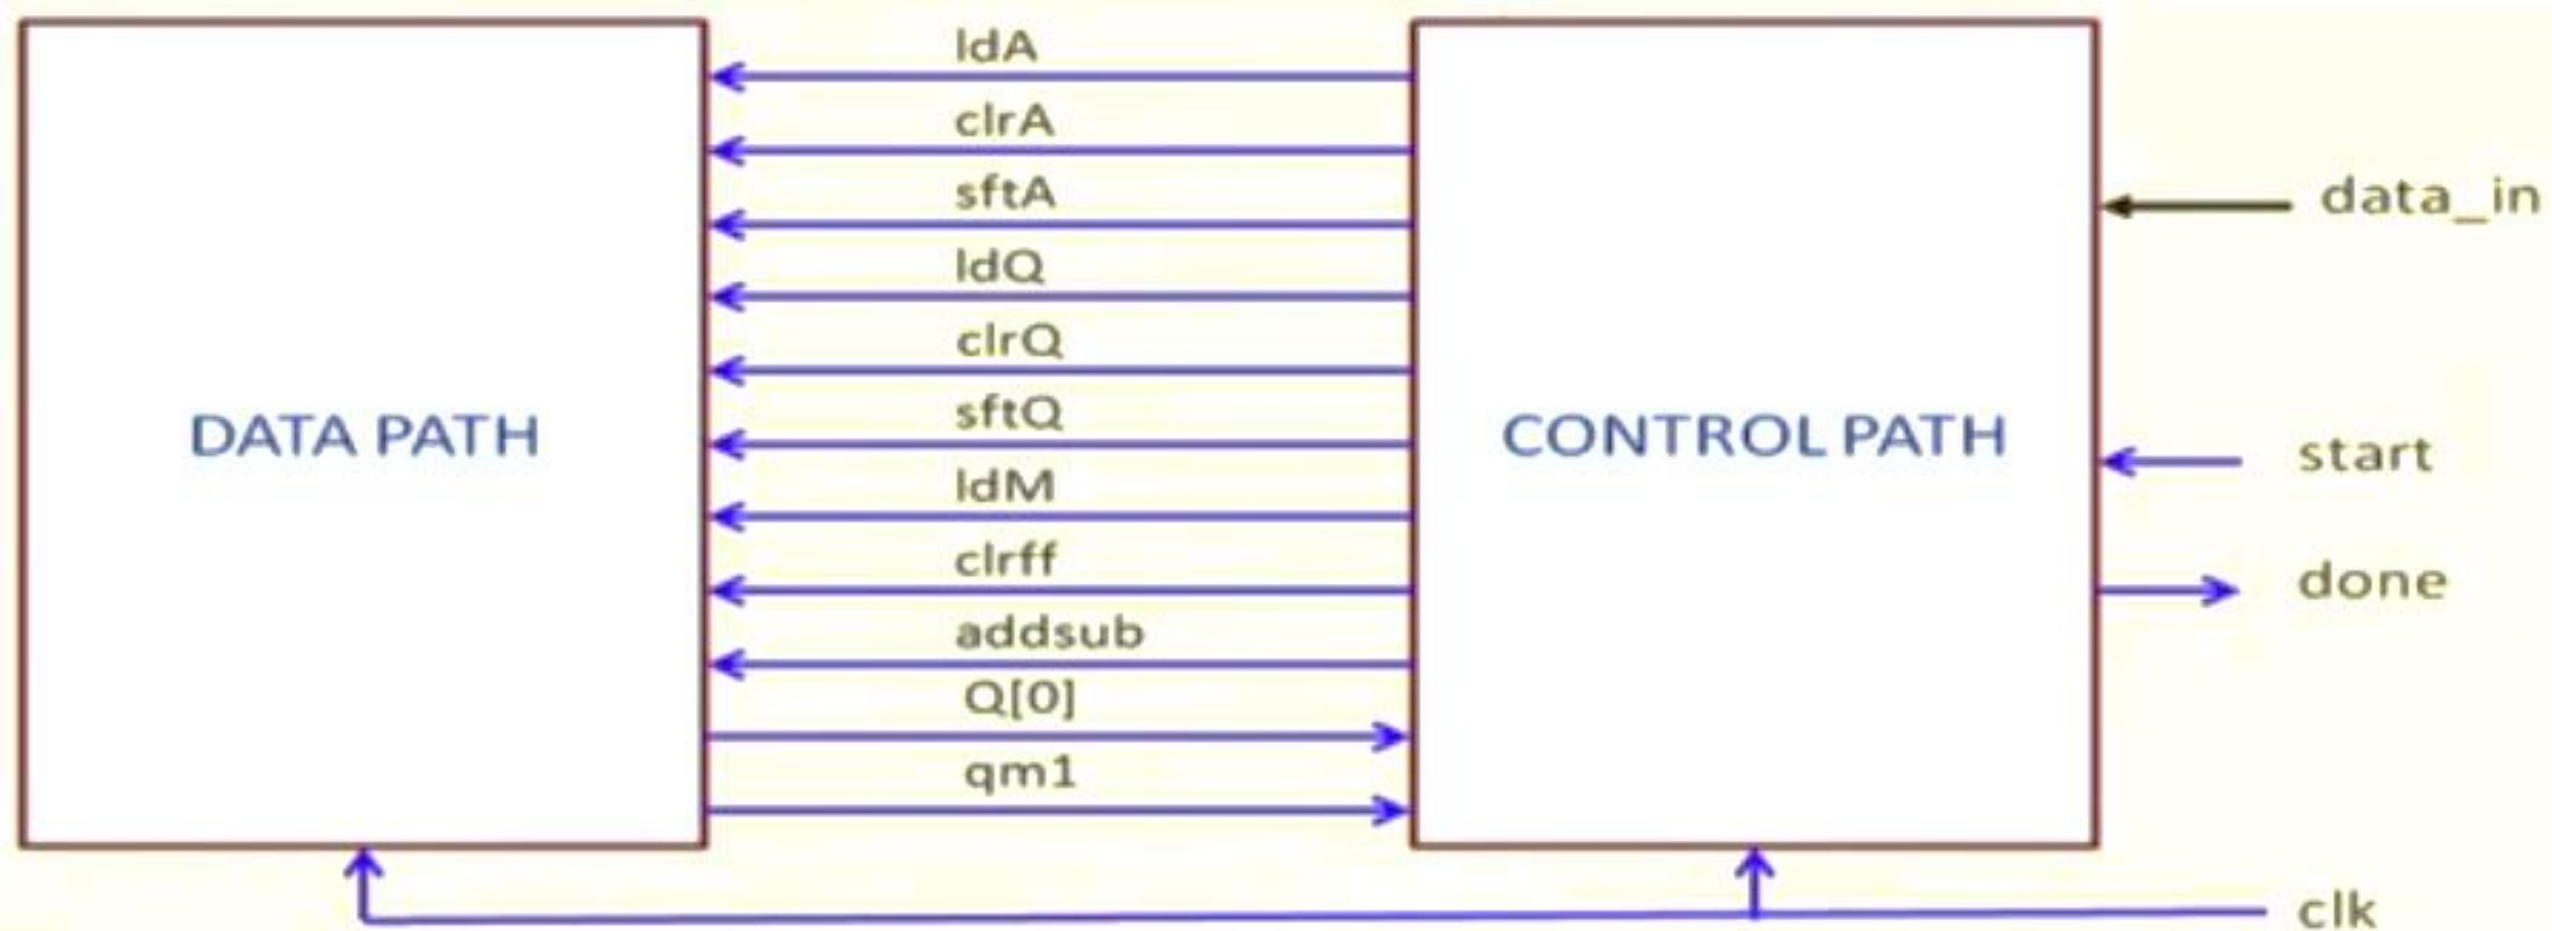 ldA
clrA
sftA
ldQ
clrQ
sftQ
ldM
clrff
addsub
Q[0]
qm1
DATA PATH
CONTROL PATH
data_in
start
done
clk